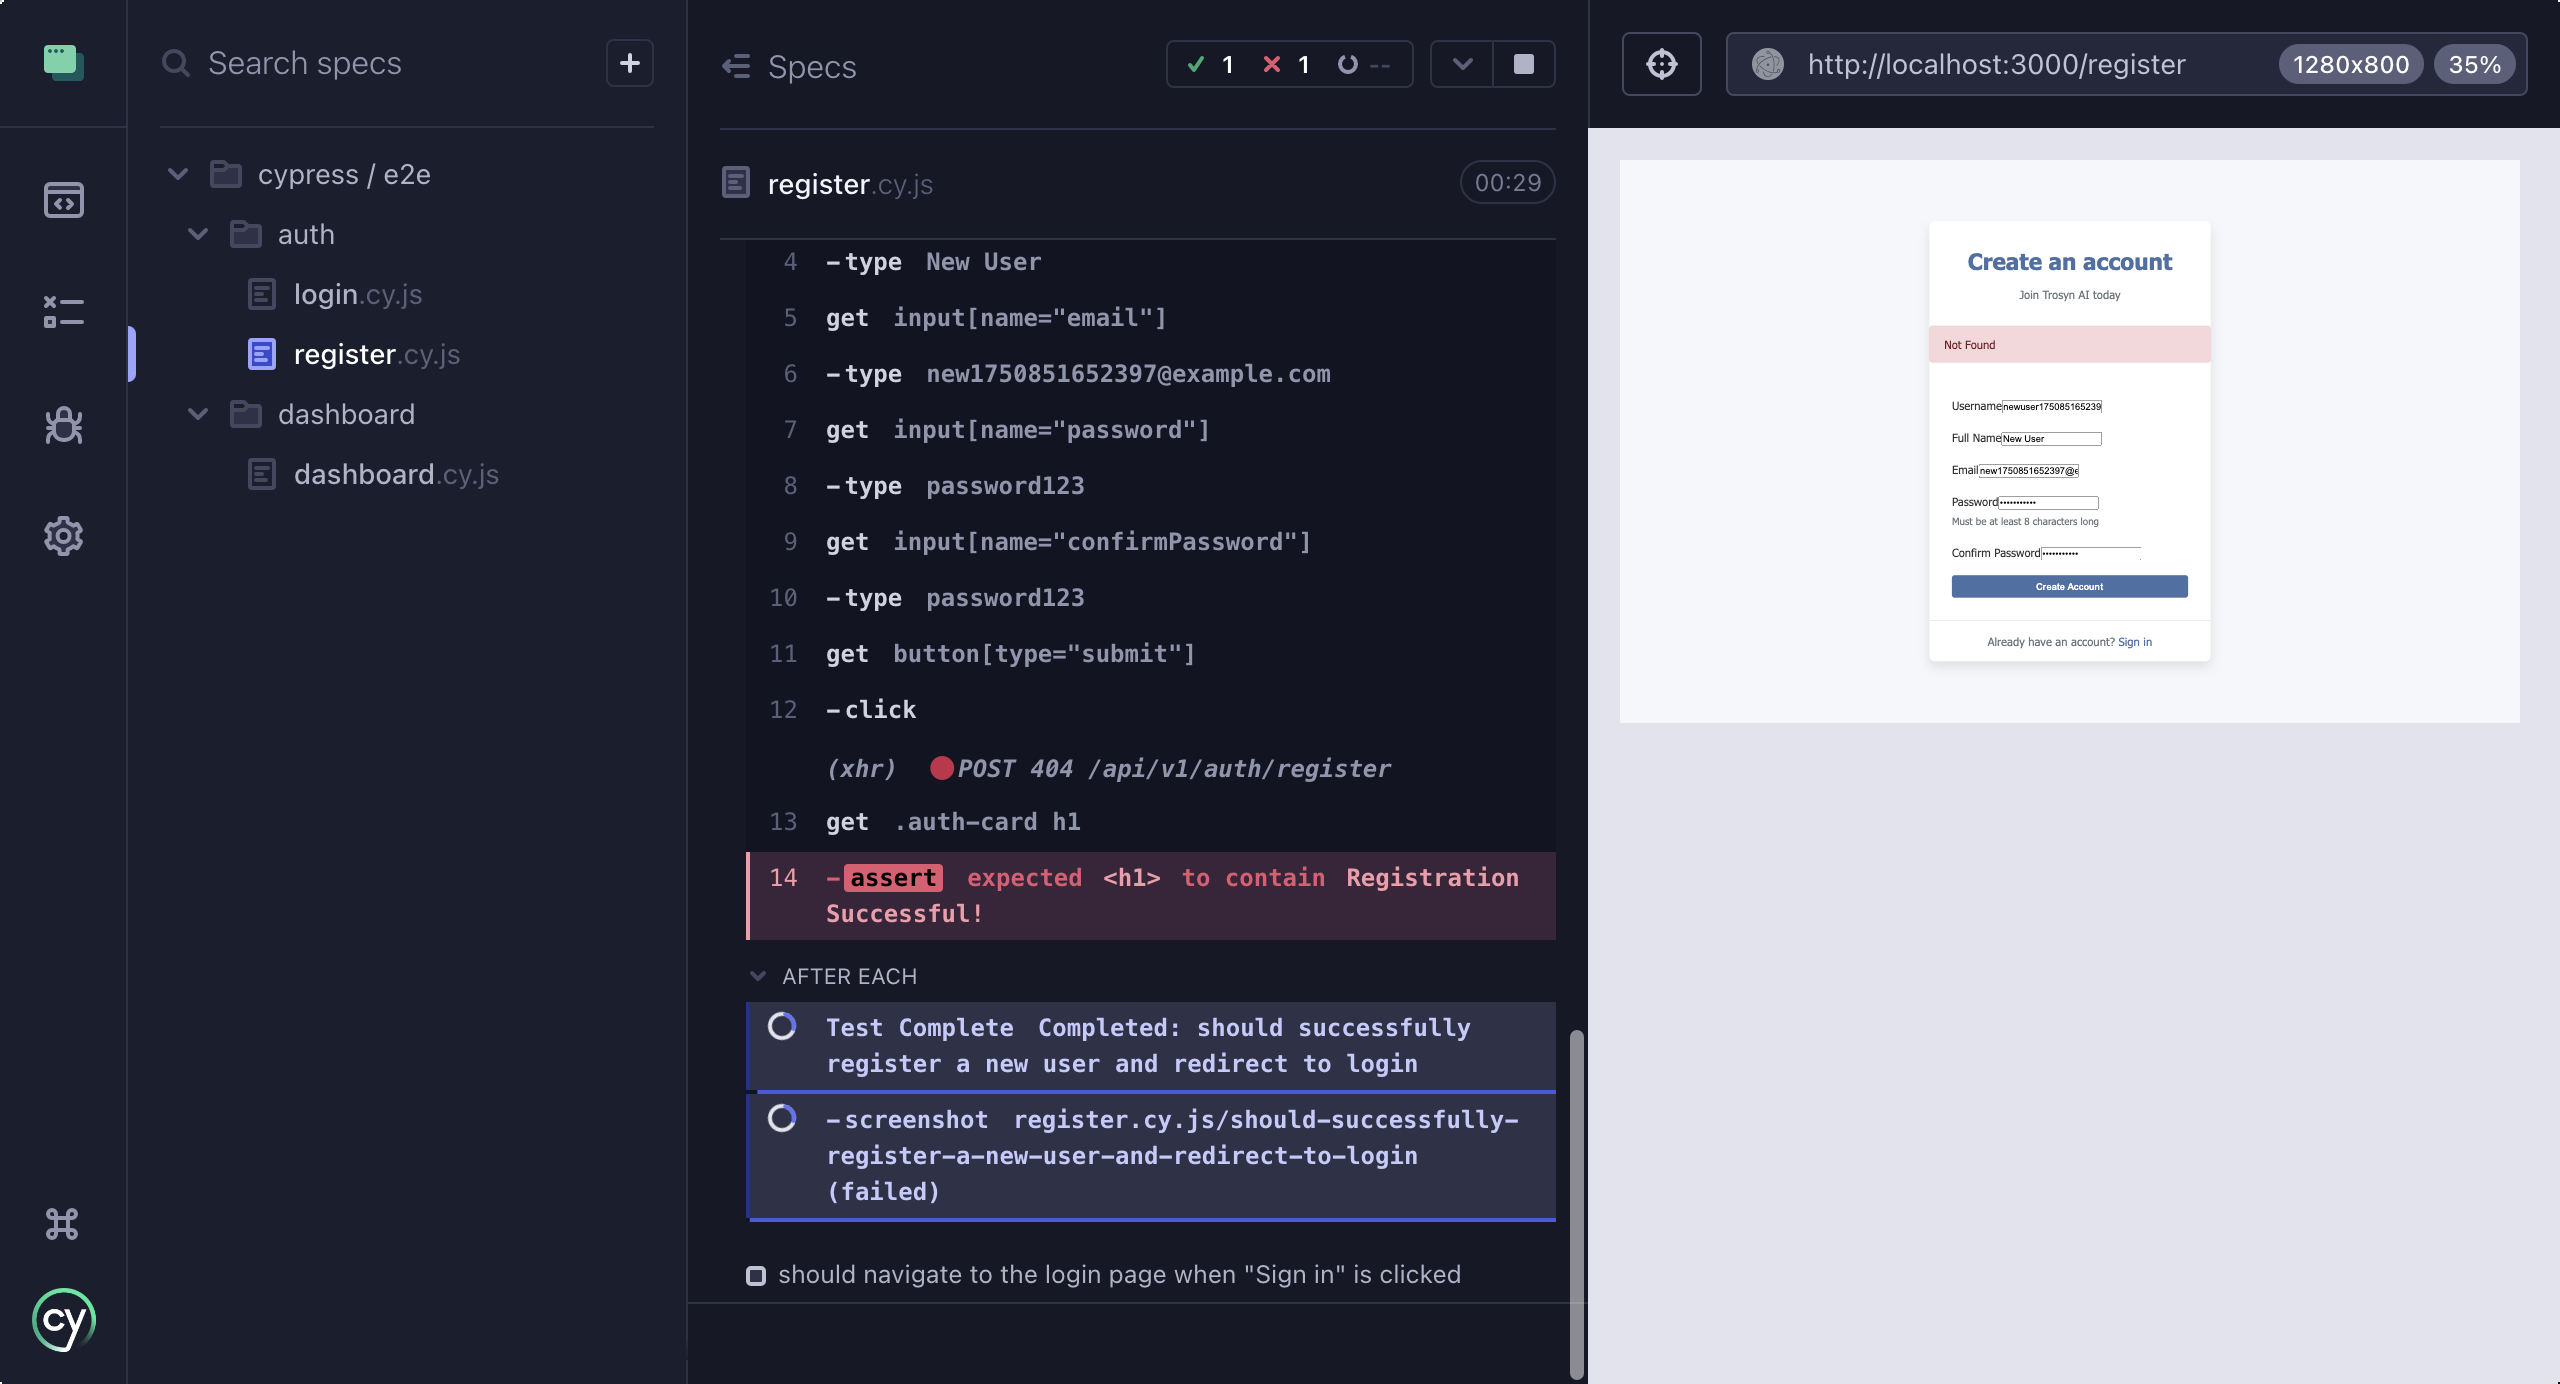 Search specs
+
cypress / e2e
auth
login.cy.js
register.cy.js
dashboard
dashboard.cy.js
cy
Specs
1 1 --
register.cy.js
00:29
4 -type New User
5 get input[name="email"]
6 -type new1750851652397@example.com
7 get input[name="password"]
8 -type password123
9 get input[name="confirmPassword"]
10 -type password123
11 get button[type="submit"]
12 -click
(xhr) POST 404 /api/v1/auth/register
13 get .auth-card h1
14 -assert expected <h1> to contain Registration
Successful!
AFTER EACH
Test Complete Completed: should successfully
register a new user and redirect to login
-screenshot register.cy.js/should-successfully-
register-a-new-user-and-redirect-to-login
(failed)
should navigate to the login page when "Sign in" is clicked
http://localhost:3000/register
1280x800
35%
Create an account
Join Trosyn AI today
Not Found
Username newuser175085165239
Full Name New User
Email new1750851652397@e
Password •••••••••••
Must be at least 8 characters long
Confirm Password •••••••••••
Create Account
Already have an account? Sign in